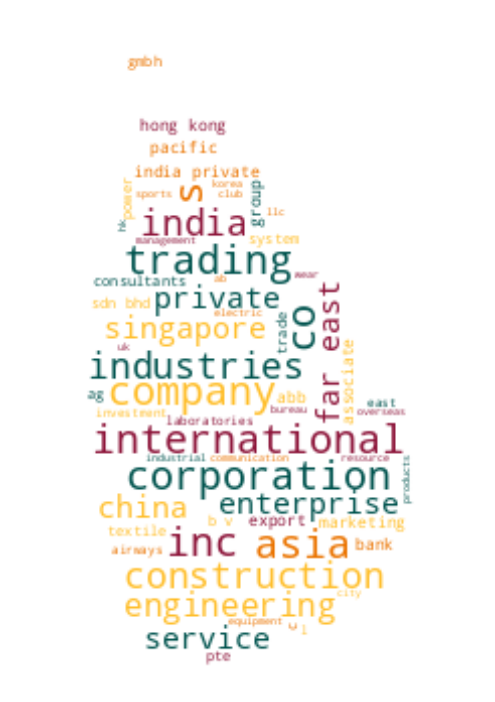 gmbh
hong kong
pacific
india private
korea
sports
club
power
s
group
llc
hk
india
management
system
trading
wear
consultants
ab
private
sdn bhd
electric
co
far east
trade
singapore
uk
industries
associate
ag
company
abb
east
investment
bureau
overseas
laboratories
international
industrial
communication
resource
corporation
products
china
enterprise
b v
export
marketing
textile
inc
asia
bank
airways
construction
city
engineering
equipment
c
l
service
pte